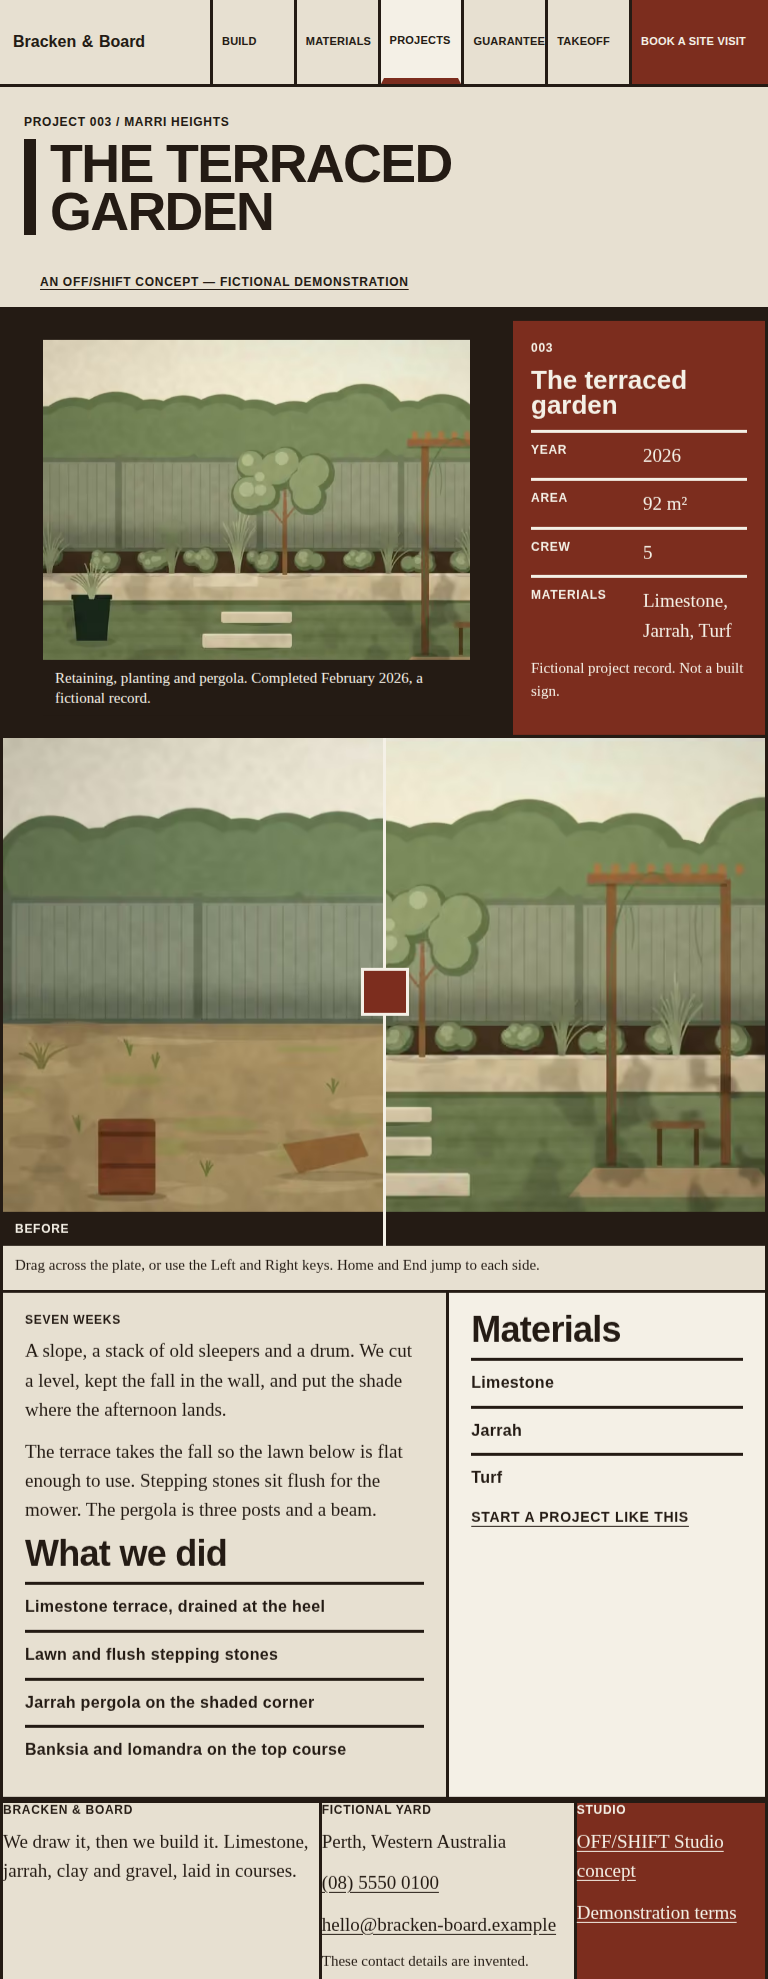 Bracken & Board
BUILD
MATERIALS
PROJECTS
GUARANTEE
TAKEOFF
BOOK A SITE VISIT
PROJECT 003 / MARRI HEIGHTS
THE TERRACED
GARDEN
AN OFF/SHIFT CONCEPT — FICTIONAL DEMONSTRATION
Retaining, planting and pergola. Completed February 2026, a
fictional record.
003
The terraced
garden
YEAR
2026
AREA
92 m²
CREW
5
MATERIALS
Limestone,
Jarrah, Turf
Fictional project record. Not a built
sign.
BEFORE
Drag across the plate, or use the Left and Right keys. Home and End jump to each side.
SEVEN WEEKS
A slope, a stack of old sleepers and a drum. We cut
a level, kept the fall in the wall, and put the shade
where the afternoon lands.
The terrace takes the fall so the lawn below is flat
enough to use. Stepping stones sit flush for the
mower. The pergola is three posts and a beam.
What we did
Limestone terrace, drained at the heel
Lawn and flush stepping stones
Jarrah pergola on the shaded corner
Banksia and lomandra on the top course
Materials
Limestone
Jarrah
Turf
START A PROJECT LIKE THIS
BRACKEN & BOARD
We draw it, then we build it. Limestone,
jarrah, clay and gravel, laid in courses.
FICTIONAL YARD
Perth, Western Australia
(08) 5550 0100
hello@bracken-board.example
These contact details are invented.
STUDIO
OFF/SHIFT Studio
concept
Demonstration terms